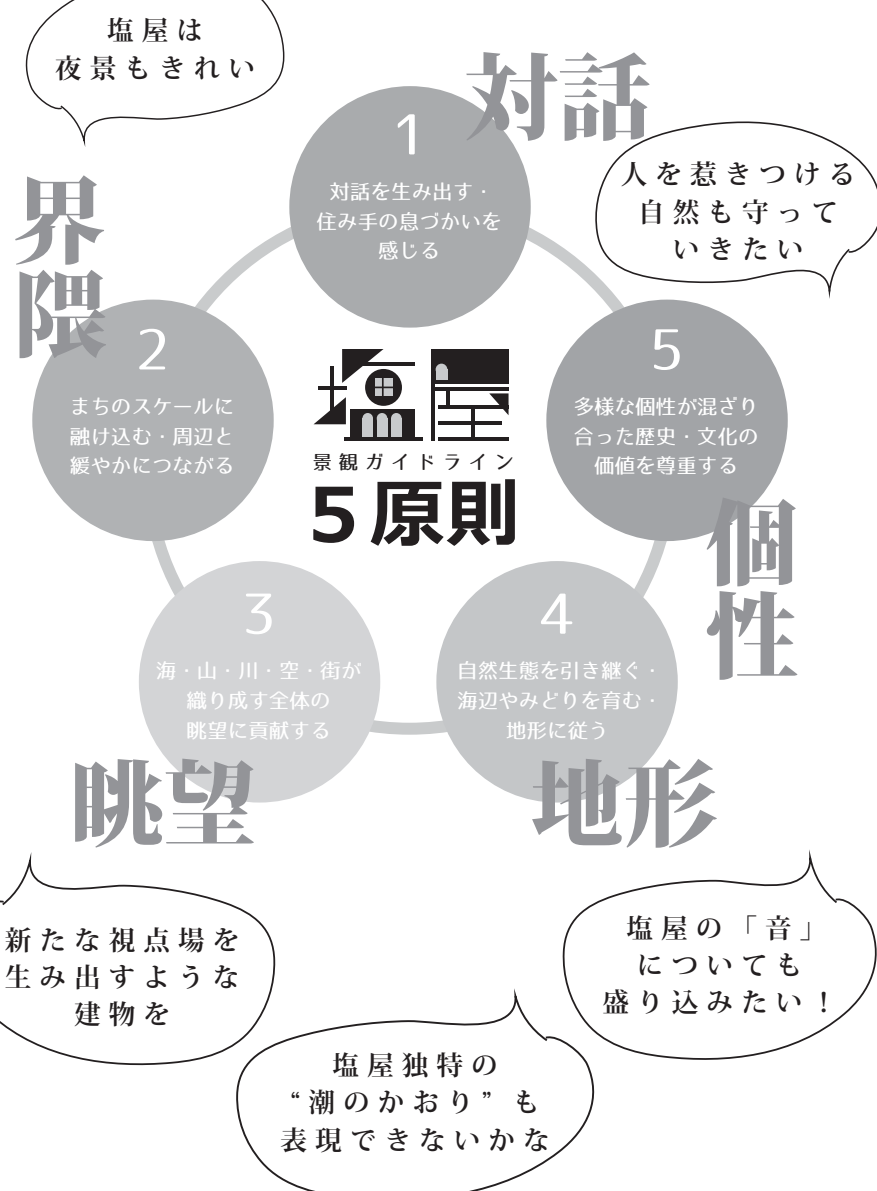 塩屋は
夜景もきれい
対話
1
対話を生み出す・
住み手の息づかいを
感じる
人を惹きつける
自然も守って
いきたい
界隈
2
まちのスケールに
融け込む・周辺と
緩やかにつながる
塩屋
景観ガイドライン
5原則
5
多様な個性が混ざり
合った歴史・文化の
価値を尊重する
個性
3
海・山・川・空・街が
織り成す全体の
眺望に貢献する
眺望
4
自然生態を引き継ぐ・
海辺やみどりを育む・
地形に従う
地形
新たな視点場を
生み出すような
建物を
塩屋の「音」
についても
盛り込みたい!
塩屋独特の
“潮のかおり”も
表現できないかな